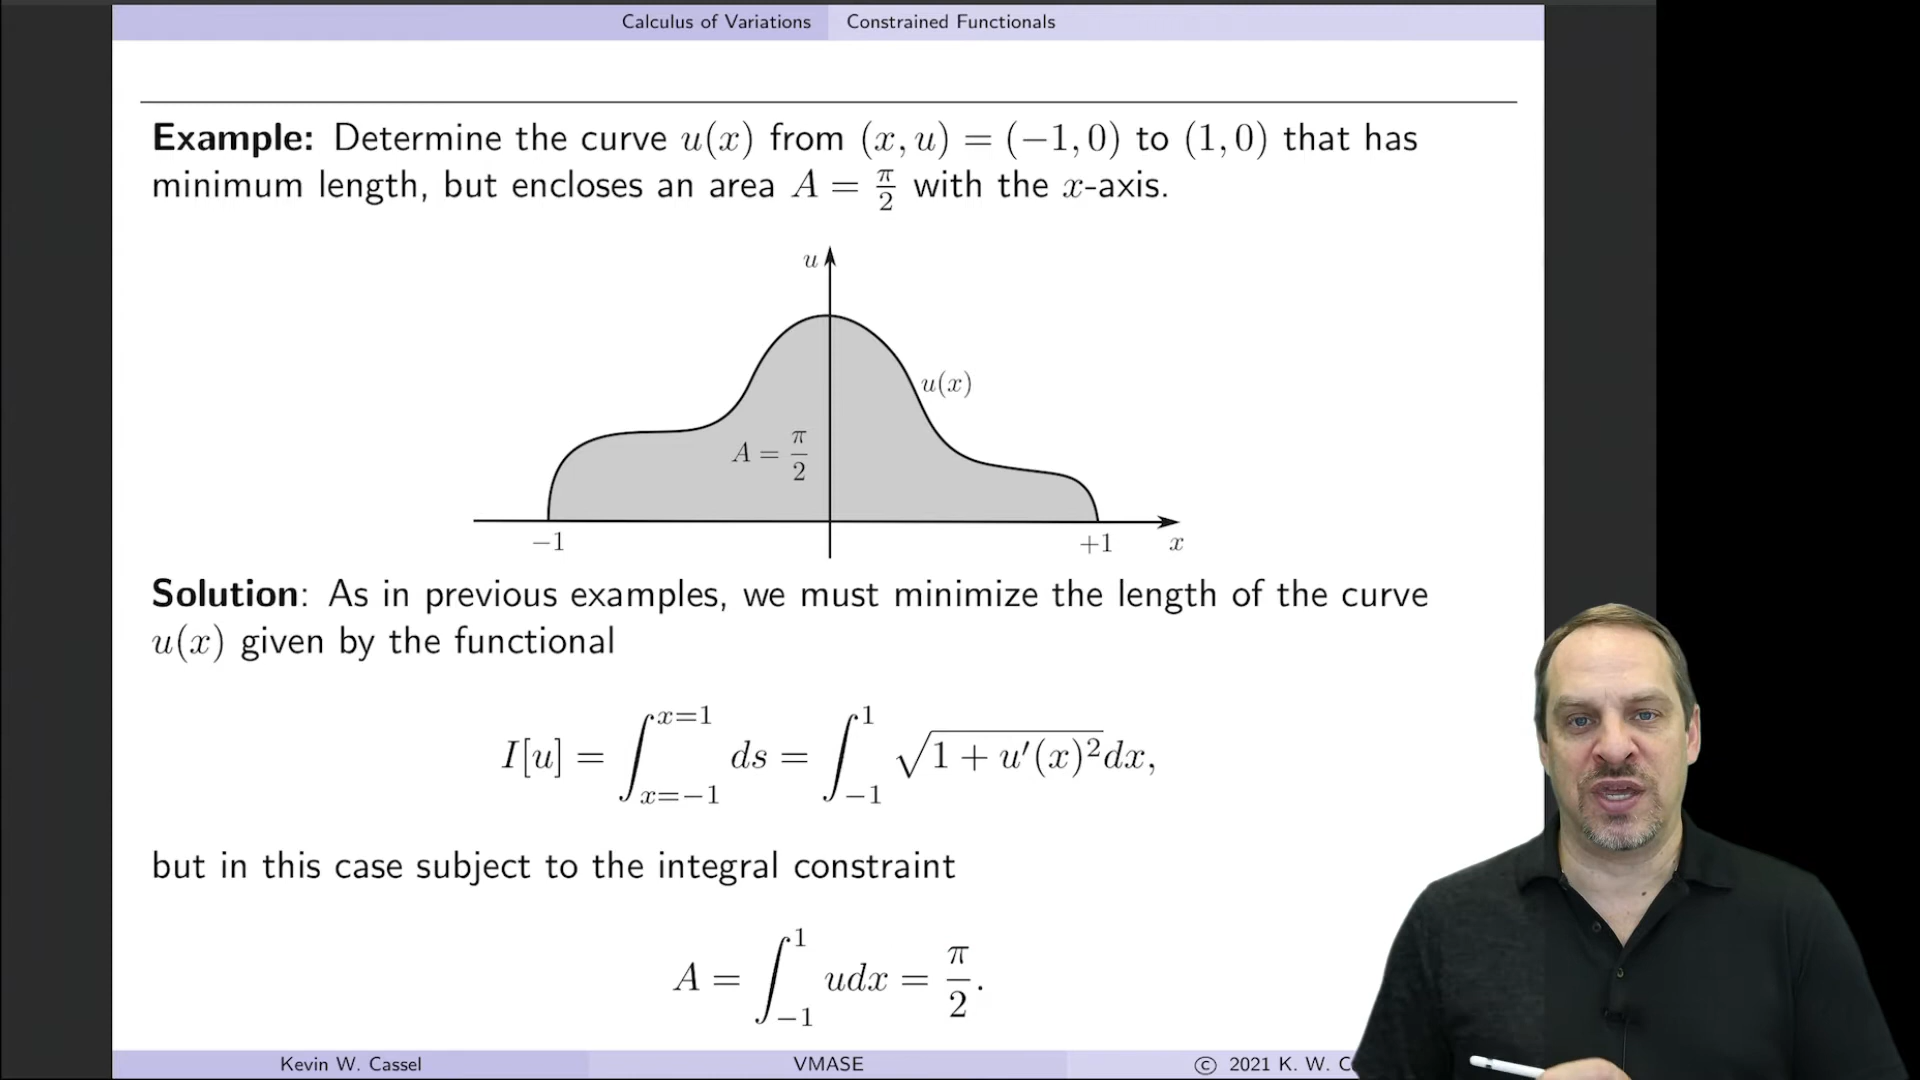 Calculus of Variations Constrained Functionals
Example: Determine the curve u(x) from (x, u) = (−1, 0) to (1, 0) that has
minimum length, but encloses an area A = π/2 with the x-axis.
u
u(x)
A = π/2
−1 +1 x
Solution: As in previous examples, we must minimize the length of the curve
u(x) given by the functional
I[u] = ∫_{x=−1}^{x=1} ds = ∫_{−1}^{1} √(1 + u′(x)²)dx,
but in this case subject to the integral constraint
A = ∫_{−1}^{1} udx = π/2.
Kevin W. Cassel VMASE © 2021 K. W. C